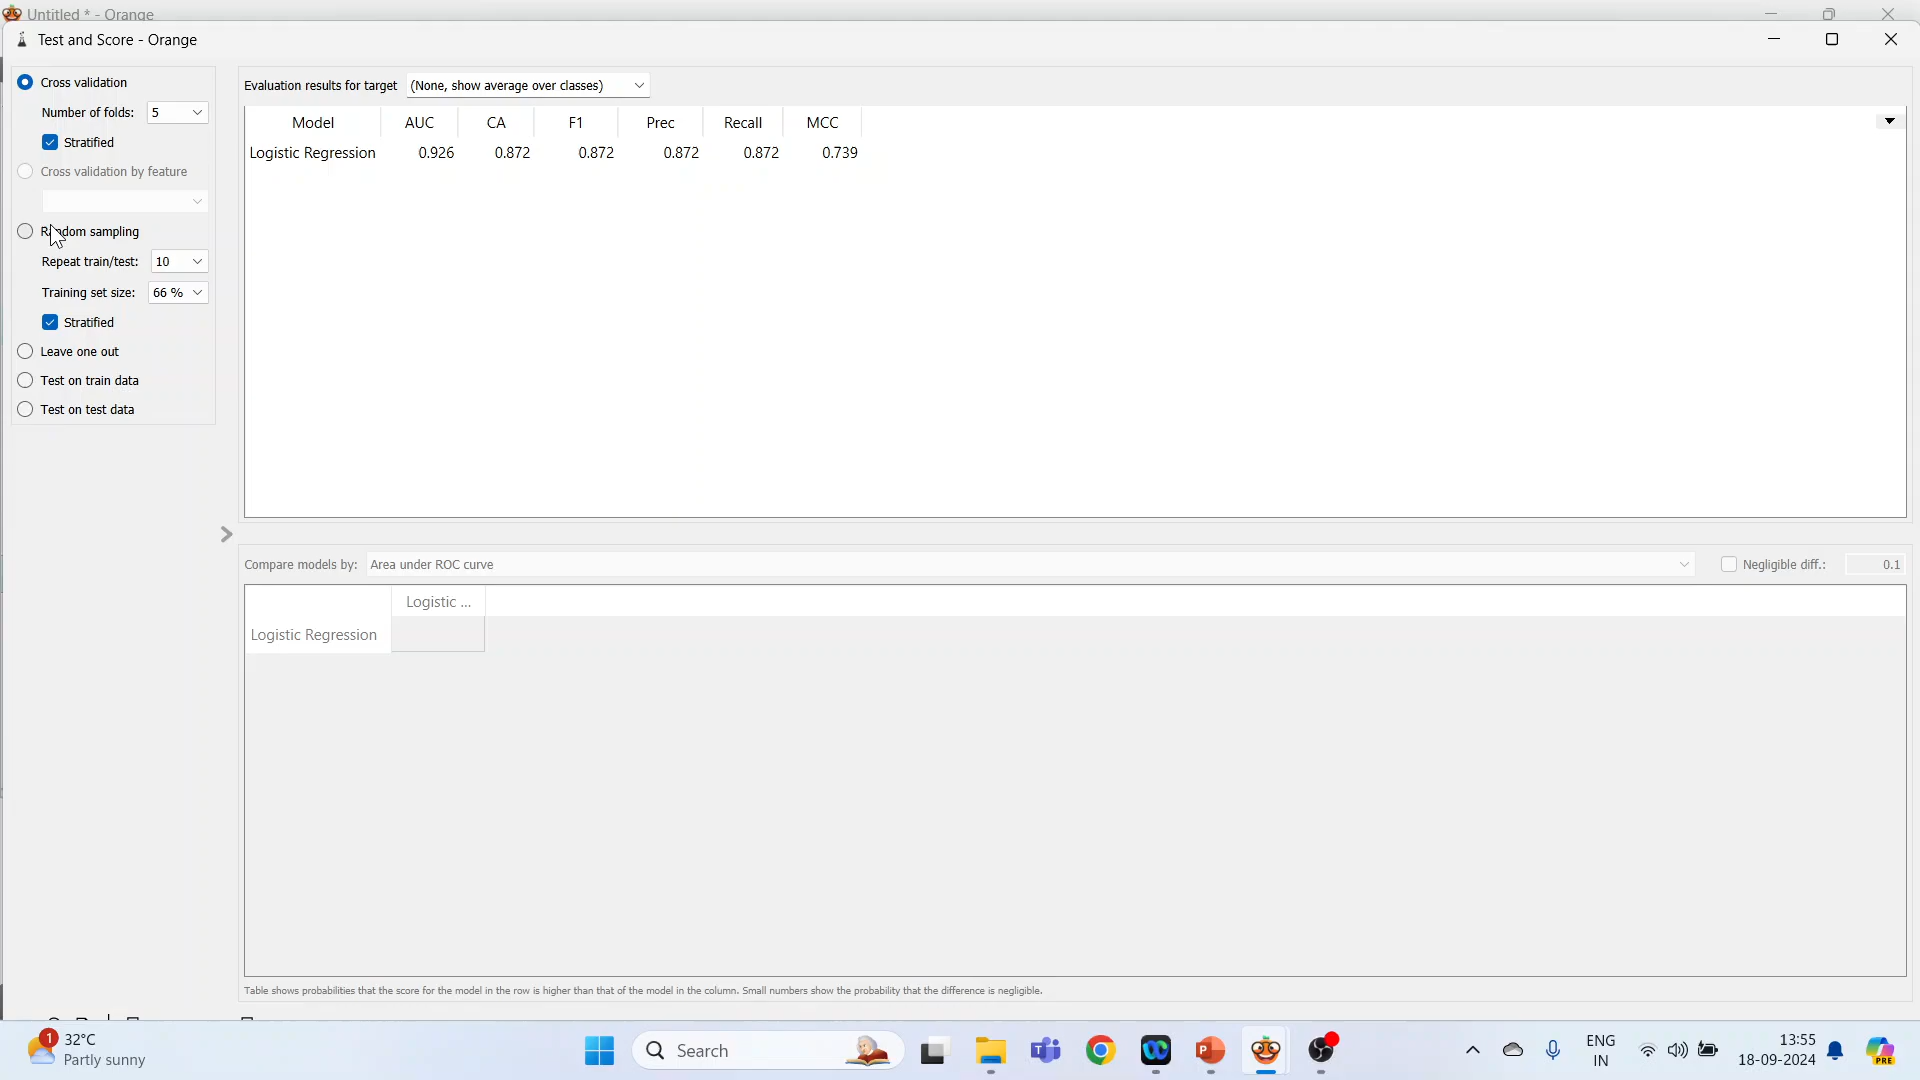 Untitled * - Orange
Test and Score - Orange
Cross validation
Number of folds: 5
Stratified
Cross validation by feature
Random sampling
Repeat train/test: 10
Training set size: 66 %
Stratified
Leave one out
Test on train data
Test on test data
Evaluation results for target (None, show average over classes)
Model AUC CA F1 Prec Recall MCC
Logistic Regression 0.926 0.872 0.872 0.872 0.872 0.739
Compare models by: Area under ROC curve Negligible diff.: 0.1
Logistic ...
Logistic Regression
Table shows probabilities that the score for the model in the row is higher than that of the model in the column. Small numbers show the probability that the difference is negligible.
1 32°C
Partly sunny
Search
ENG
IN
13:55
18-09-2024
PRE